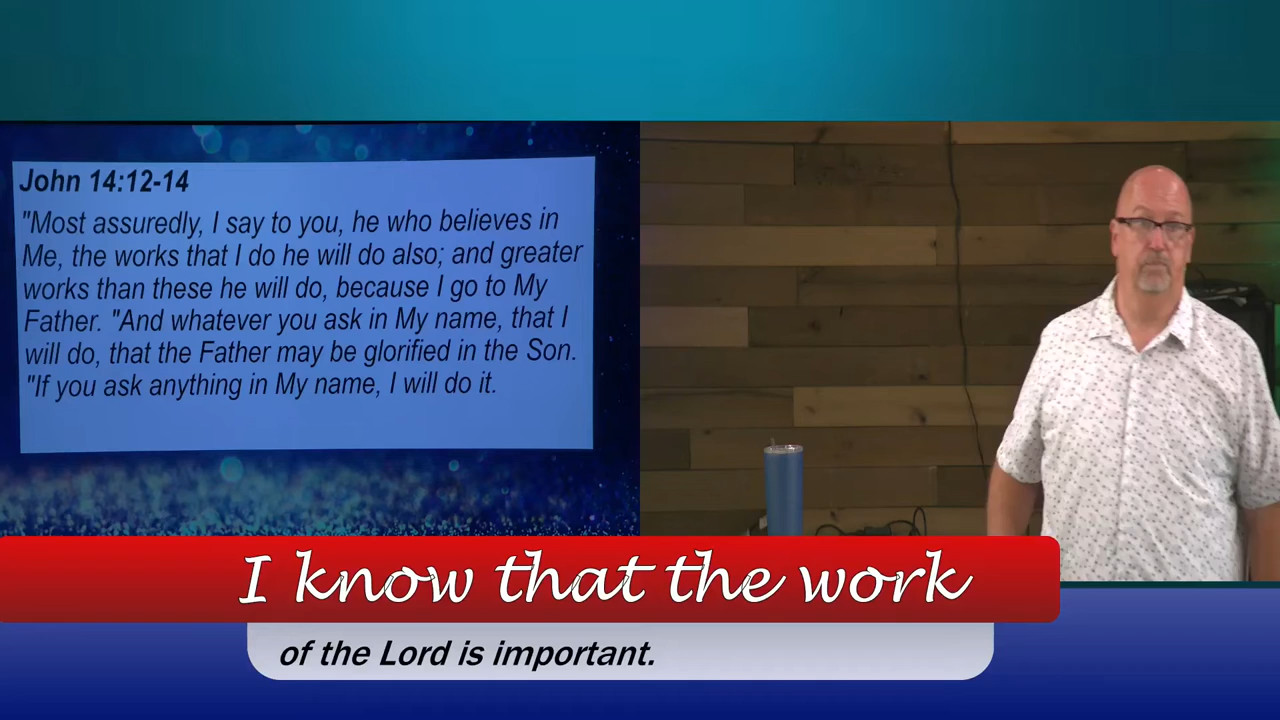 John 14:12-14
"Most assuredly, I say to you, he who believes in
Me, the works that I do he will do also; and greater
works than these he will do, because I go to My
Father. "And whatever you ask in My name, that I
will do, that the Father may be glorified in the Son.
"If you ask anything in My name, I will do it.
I know that the work
of the Lord is important.